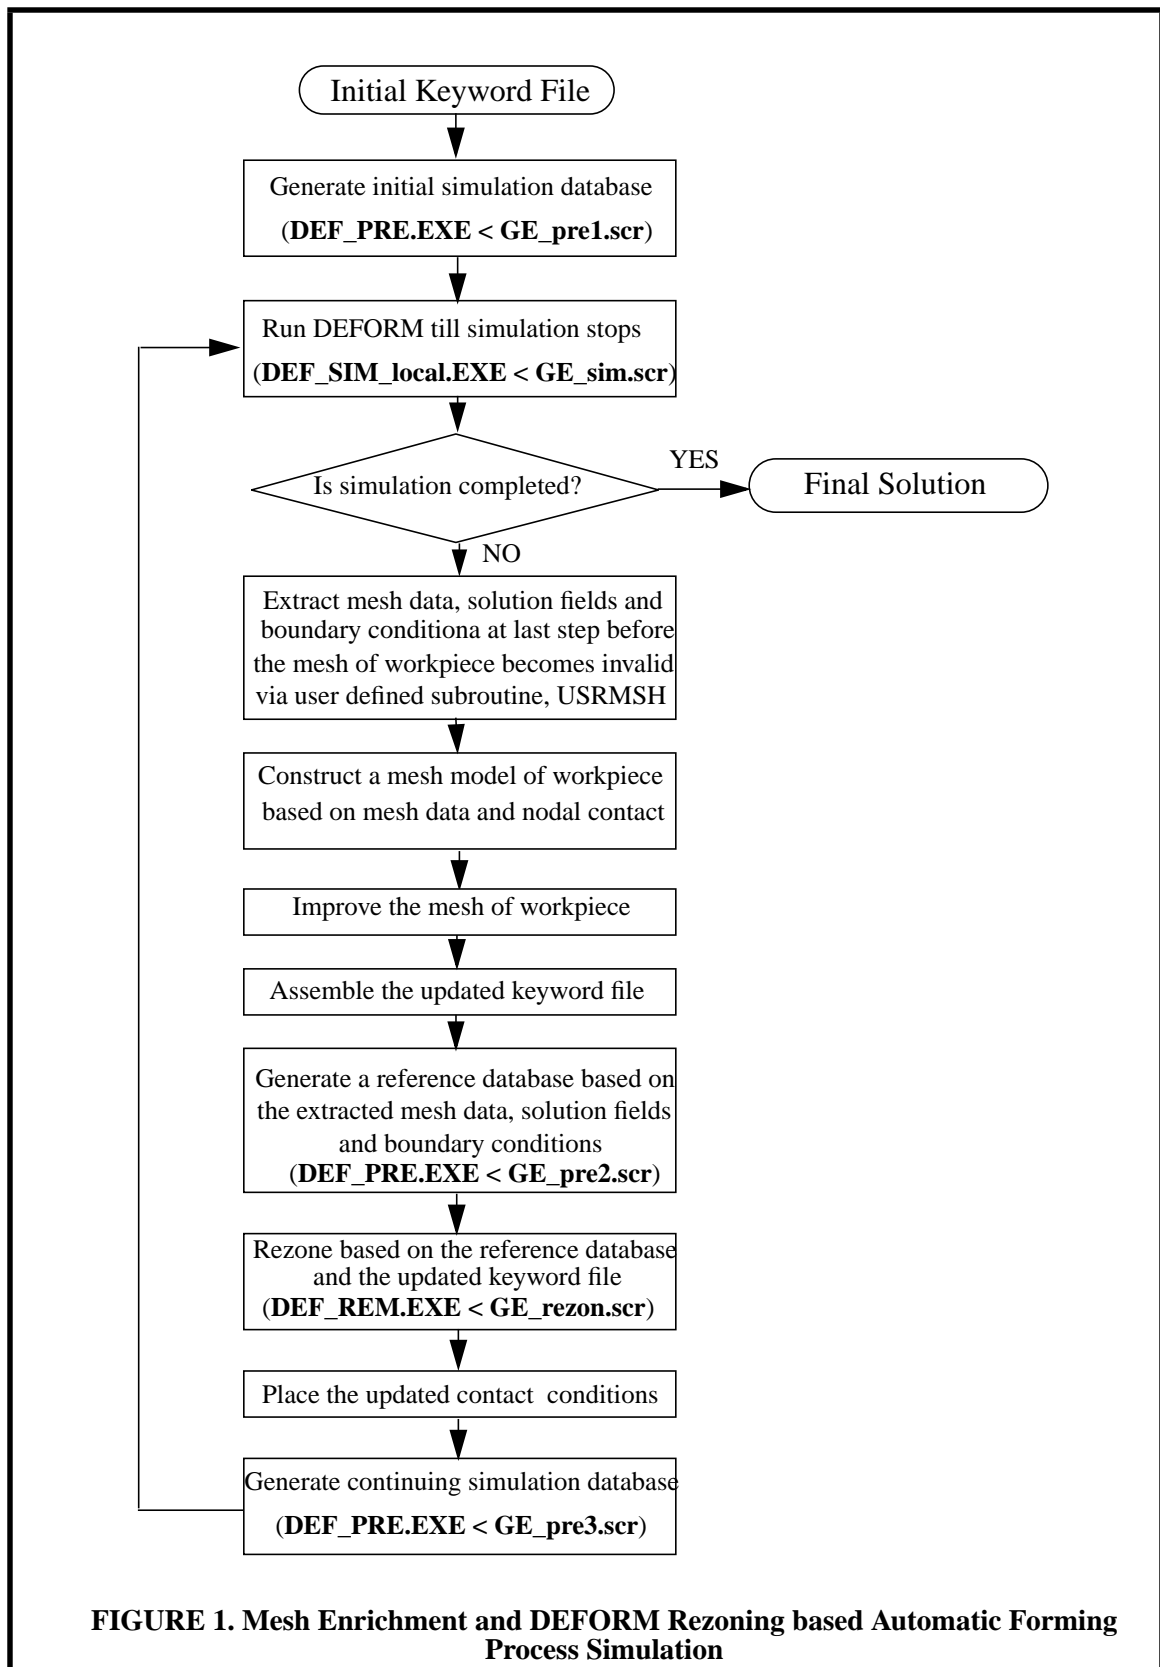 Initial Keyword File
Generate initial simulation database
(DEF_PRE.EXE < GE_pre1.scr)
Run DEFORM till simulation stops
(DEF_SIM_local.EXE < GE_sim.scr)
Is simulation completed?
YES
Final Solution
NO
Extract mesh data, solution fields and
boundary conditiona at last step before
the mesh of workpiece becomes invalid
via user defined subroutine, USRMSH
Construct a mesh model of workpiece
based on mesh data and nodal contact
Improve the mesh of workpiece
Assemble the updated keyword file
Generate a reference database based on
the extracted mesh data, solution fields
and boundary conditions
(DEF_PRE.EXE < GE_pre2.scr)
Rezone based on the reference database
and the updated keyword file
(DEF_REM.EXE < GE_rezon.scr)
Place the updated contact conditions
Generate continuing simulation database
(DEF_PRE.EXE < GE_pre3.scr)
FIGURE 1. Mesh Enrichment and DEFORM Rezoning based Automatic Forming
Process Simulation